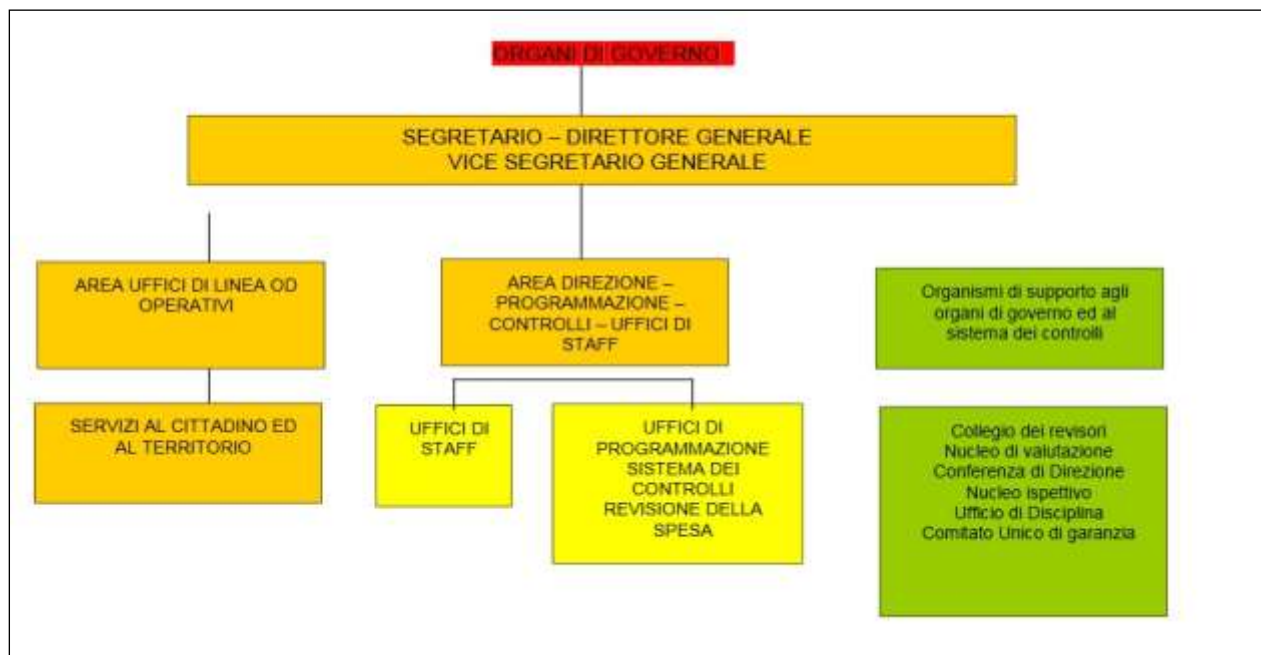 ORGANI DI GOVERNO
SEGRETARIO – DIRETTORE GENERALE
VICE SEGRETARIO GENERALE
AREA UFFICI DI LINEA OD
OPERATIVI
AREA DIREZIONE –
PROGRAMMAZIONE –
CONTROLLI – UFFICI DI
STAFF
Organismi di supporto agli
organi di governo ed al
sistema dei controlli
SERVIZI AL CITTADINO ED
AL TERRITORIO
UFFICI DI
STAFF
UFFICI DI
PROGRAMMAZIONE
SISTEMA DEI
CONTROLLI
REVISIONE DELLA
SPESA
Collegio dei revisori
Nucleo di valutazione
Conferenza di Direzione
Nucleo ispettivo
Ufficio di Disciplina
Comitato Unico di garanzia